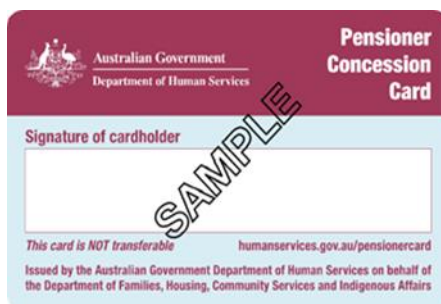 Australian Government
Department of Human Services
Pensioner
Concession
Card
Signature of cardholder
SAMPLE
This card is NOT transferable
humanservices.gov.au/pensionercard
Issued by the Australian Government Department of Human Services on behalf of
the Department of Families, Housing, Community Services and Indigenous Affairs